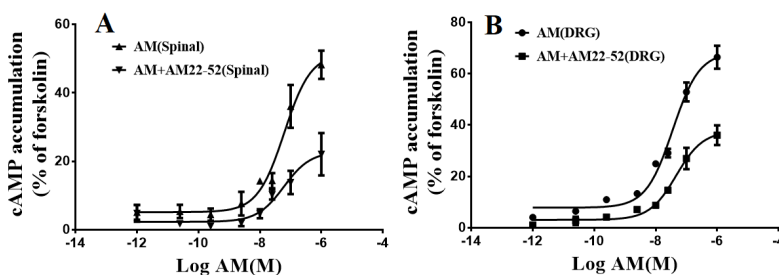 A
AM(Spinal)
AM+AM22-52(Spinal)
cAMP accumulation
(% of forskolin)
60
40
20
0
-14
-12
-10
-8
-6
-4
Log AM(M)
B
AM(DRG)
AM+AM22-52(DRG)
cAMP accumulation
(% of forskolin)
80
60
40
20
0
-14
-12
-10
-8
-6
-4
Log AM(M)